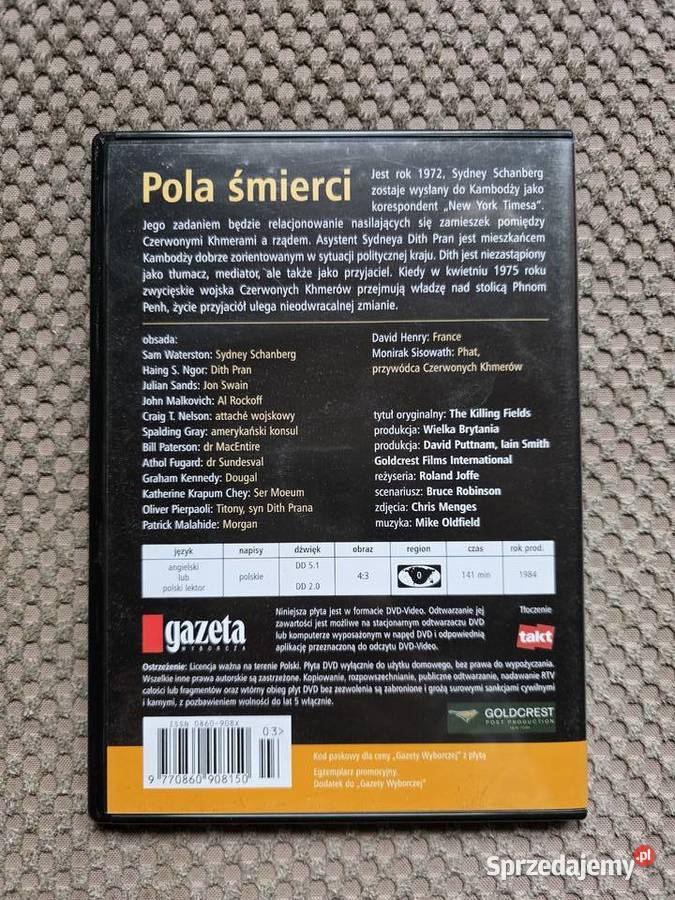 Pola śmierci
Jest rok 1972, Sydney Schanberg
zostaje wysłany do Kambodży jako
korespondent „New York Timesa".
Jego zadaniem będzie relacjonowanie nasilających się zamieszek pomiędzy
Czerwonymi Khmerami a rządem. Asystent Sydneya Dith Pran jest mieszkańcem
Kambodży dobrze zorientowanym w sytuacji politycznej kraju. Dith jest niezastąpiony
jako tłumacz, mediator, ale także jako przyjaciel. Kiedy w kwietniu 1975 roku
zwycięskie wojska Czerwonych Khmerów przejmują władzę nad stolicą Phnom
Penh, życie przyjaciół ulega nieodwracalnej zmianie.
obsada:
Sam Waterston: Sydney Schanberg
Haing S. Ngor: Dith Pran
Julian Sands: Jon Swain
John Malkovich: Al Rockoff
Craig T. Nelson: attaché wojskowy
Spalding Gray: amerykański konsul
Bill Paterson: dr MacEntire
Athol Fugard: dr Sundesval
Graham Kennedy: Dougal
Katherine Krapum Chey: Ser Moeum
Oliver Pierpaoli: Titony, syn Dith Prana
Patrick Malahide: Morgan
David Henry: France
Monirak Sisowath: Phat,
przywódca Czerwonych Khmerów
tytuł oryginalny: The Killing Fields
produkcja: Wielka Brytania
produkcja: David Puttnam, Iain Smith
Goldcrest Films International
reżyseria: Roland Joffe
scenariusz: Bruce Robinson
zdjęcia: Chris Menges
muzyka: Mike Oldfield
język napisy dźwięk obraz region czas rok prod.
angielski
lub
polski lektor
polskie
DD 5.1
DD 2.0
4:3
0
141 min
1984
gazeta
WYBORCZA
Niniejsza płyta jest w formacie DVD-Video. Odtwarzanie jej
zawartości jest możliwe na stacjonarnym odtwarzaczu DVD
lub komputerze wyposażonym w napęd DVD i odpowiednią
aplikację przeznaczoną do odczytu DVD-Video.
Tłoczenie
takt
Ostrzeżenie: Licencja ważna na terenie Polski. Płyta DVD wyłącznie do użytku domowego, bez prawa do wypożyczania.
Wszelkie inne prawa autorskie są zastrzeżone. Kopiowanie, rozpowszechnianie, publiczne odtwarzanie, nadawanie RTV
całości lub fragmentów oraz wtórny obieg płyt DVD bez zezwolenia są zabronione i grożą surowymi sankcjami cywilnymi
i karnymi, z pozbawieniem wolności do lat 5 włącznie.
GOLDCREST
POST PRODUCTION
NEW YORK
ISSN 0860-908X
03>
9 770860 908150
Kod paskowy dla ceny „Gazety Wyborczej" z płytą
Egzemplarz promocyjny.
Dodatek do „Gazety Wyborczej"
Sprzedajemy.pl